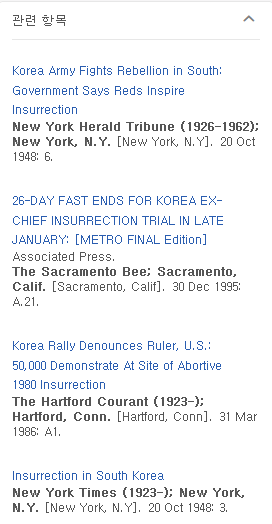 관련 항목
Korea Army Fights Rebellion in South:
Government Says Reds Inspire
Insurrection
New York Herald Tribune (1926-1962);
New York, N.Y. [New York, N.Y]. 20 Oct
1948: 6.
26-DAY FAST ENDS FOR KOREA EX-
CHIEF INSURRECTION TRIAL IN LATE
JANUARY: [METRO FINAL Edition]
Associated Press.
The Sacramento Bee; Sacramento,
Calif. [Sacramento, Calif]. 30 Dec 1995:
A.21.
Korea Rally Denounces Ruler, U.S.:
50,000 Demonstrate At Site of Abortive
1980 Insurrection
The Hartford Courant (1923-);
Hartford, Conn. [Hartford, Conn]. 31 Mar
1986: A1.
Insurrection in South Korea
New York Times (1923-); New York,
N.Y. [New York, N.Y]. 20 Oct 1948: 3.